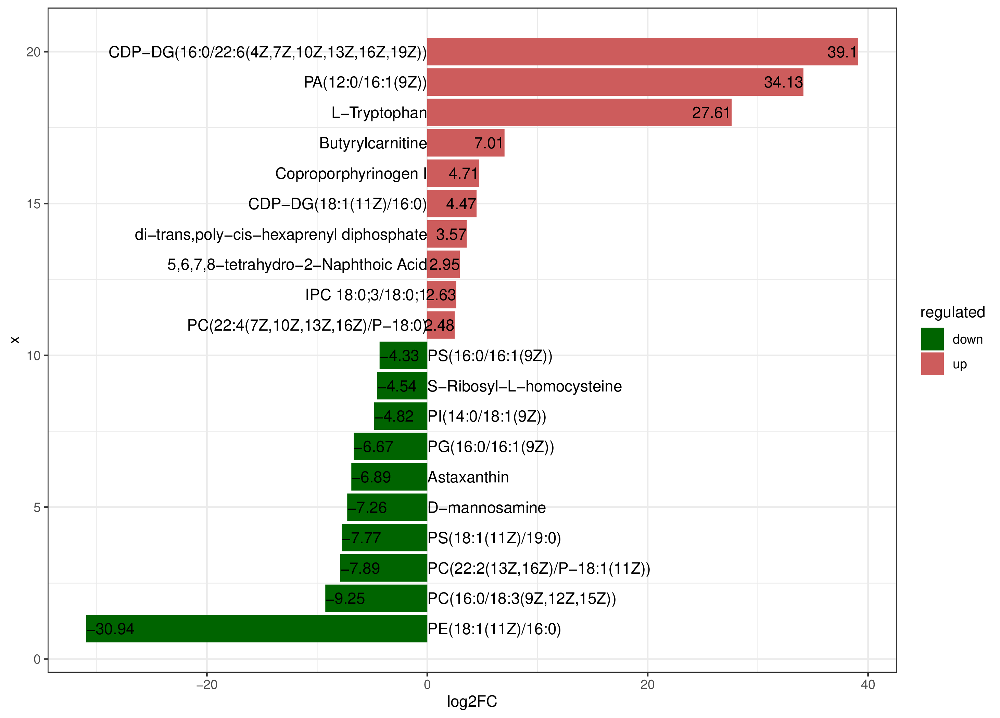 20
CDP−DG(16:0/22:6(4Z,7Z,10Z,13Z,16Z,19Z)) 39.1
PA(12:0/16:1(9Z)) 34.13
L−Tryptophan 27.61
Butyrylcarnitine 7.01
Coproporphyrinogen I 4.71
15
CDP−DG(18:1(11Z)/16:0) 4.47
di−trans,poly−cis−hexaprenyl diphosphate 3.57
5,6,7,8−tetrahydro−2−Naphthoic Acid 2.95
IPC 18:0;3/18:0;1 2.63
PC(22:4(7Z,10Z,13Z,16Z)/P−18:0) 2.48
x
10
−4.33 PS(16:0/16:1(9Z))
−4.54 S−Ribosyl−L−homocysteine
−4.82 PI(14:0/18:1(9Z))
−6.67 PG(16:0/16:1(9Z))
−6.89 Astaxanthin
5
−7.26 D−mannosamine
−7.77 PS(18:1(11Z)/19:0)
−7.89 PC(22:2(13Z,16Z)/P−18:1(11Z))
−9.25 PC(16:0/18:3(9Z,12Z,15Z))
−30.94 PE(18:1(11Z)/16:0)
0
−20 0 20 40
log2FC
regulated
down
up